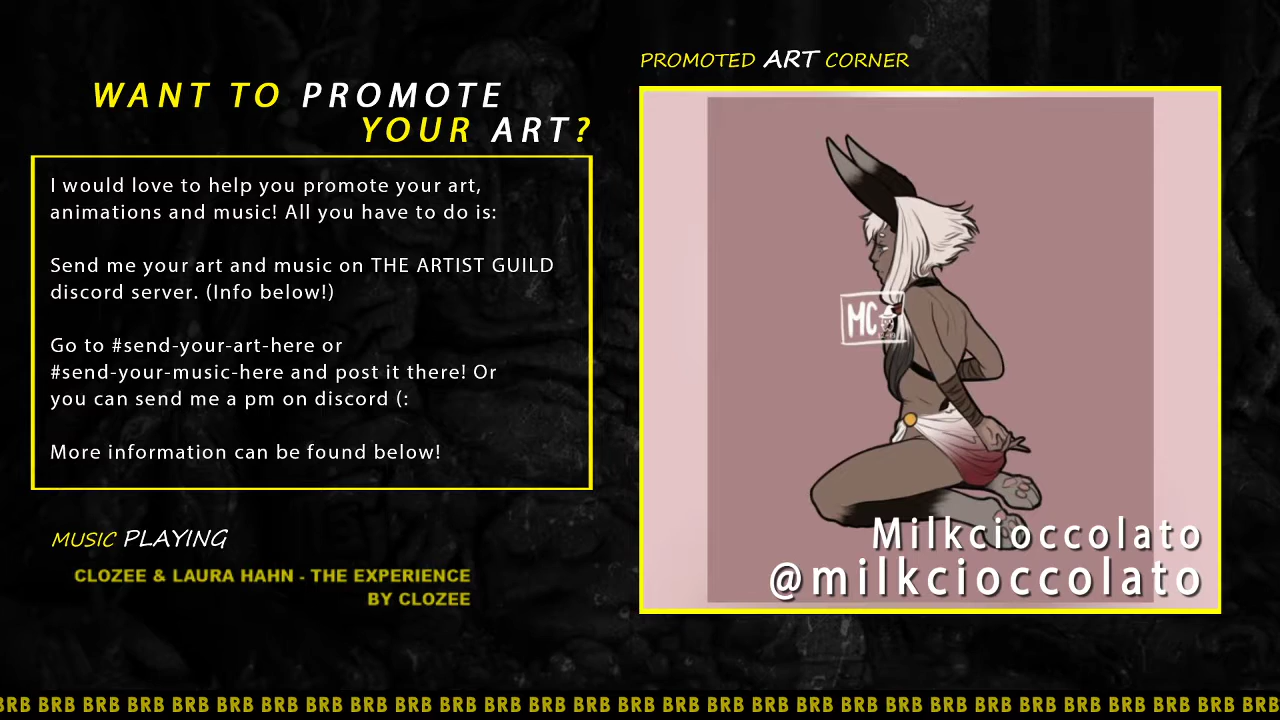 WANT TO PROMOTE
YOUR ART?
I would love to help you promote your art,
animations and music! All you have to do is:
Send me your art and music on THE ARTIST GUILD
discord server. (Info below!)
Go to #send-your-art-here or
#send-your-music-here and post it there! Or
you can send me a pm on discord (:
More information can be found below!
MUSIC PLAYING
CLOZEE & LAURA HAHN - THE EXPERIENCE
BY CLOZEE
PROMOTED ART CORNER
MC
Milkcioccolato
@milkcioccolato
BRB BRB BRB BRB BRB BRB BRB BRB BRB BRB BRB BRB BRB BRB BRB BRB BRB BRB BRB BRB BRB BRB BRB BRB BRB BRB BRB BRB BRB